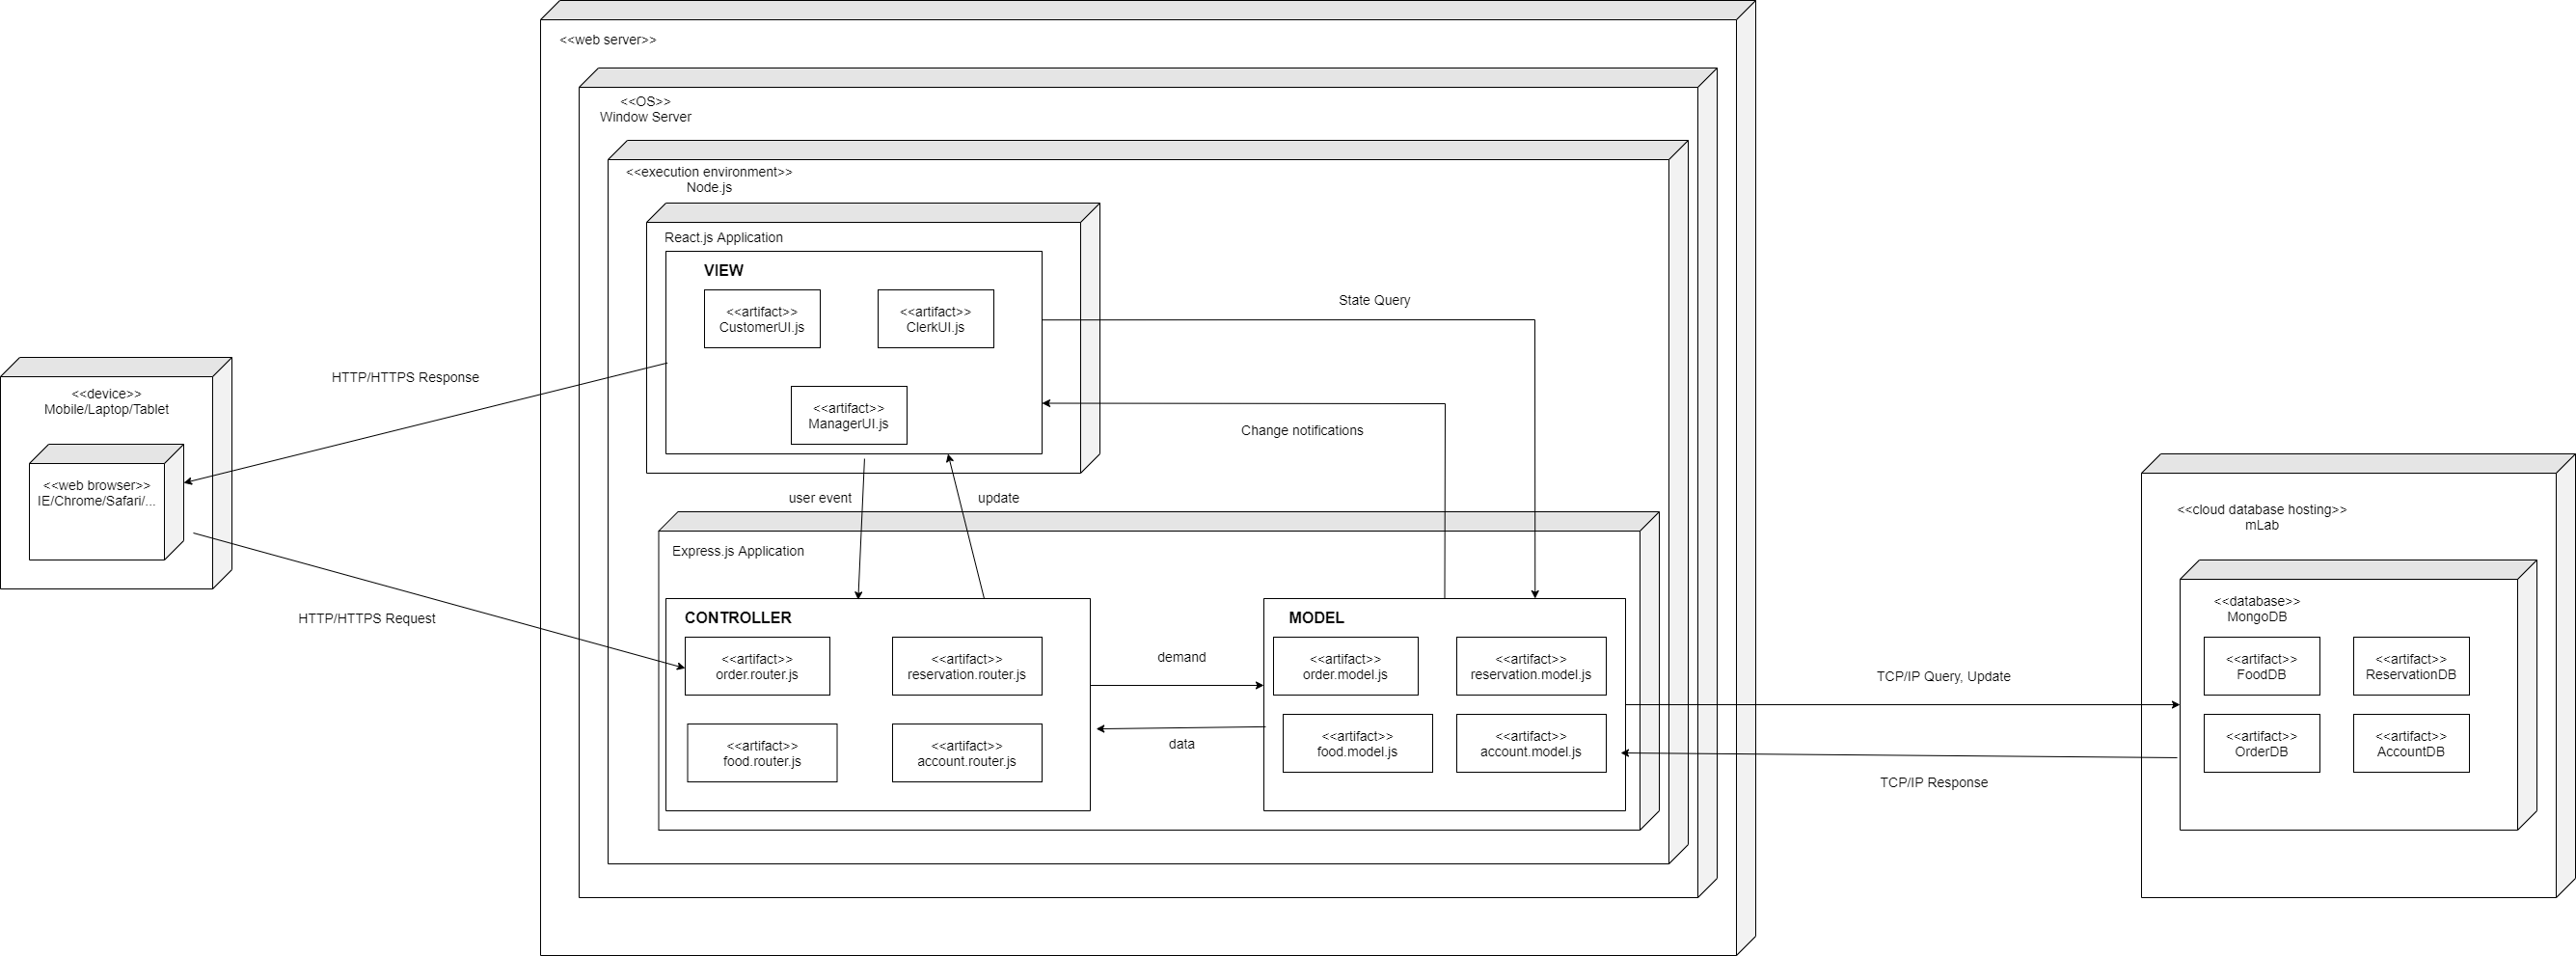 <<web server>>
<<OS>>
Window Server
<<execution environment>>
Node.js
React.js Application
VIEW
<<artifact>>
CustomerUI.js
<<artifact>>
ClerkUI.js
<<artifact>>
ManagerUI.js
State Query
Change notifications
HTTP/HTTPS Response
<<device>>
Mobile/Laptop/Tablet
<<web browser>>
IE/Chrome/Safari/...
HTTP/HTTPS Request
user event
update
Express.js Application
CONTROLLER
<<artifact>>
order.router.js
<<artifact>>
reservation.router.js
<<artifact>>
food.router.js
<<artifact>>
account.router.js
demand
data
MODEL
<<artifact>>
order.model.js
<<artifact>>
reservation.model.js
<<artifact>>
food.model.js
<<artifact>>
account.model.js
TCP/IP Query, Update
TCP/IP Response
<<cloud database hosting>>
mLab
<<database>>
MongoDB
<<artifact>>
FoodDB
<<artifact>>
ReservationDB
<<artifact>>
OrderDB
<<artifact>>
AccountDB